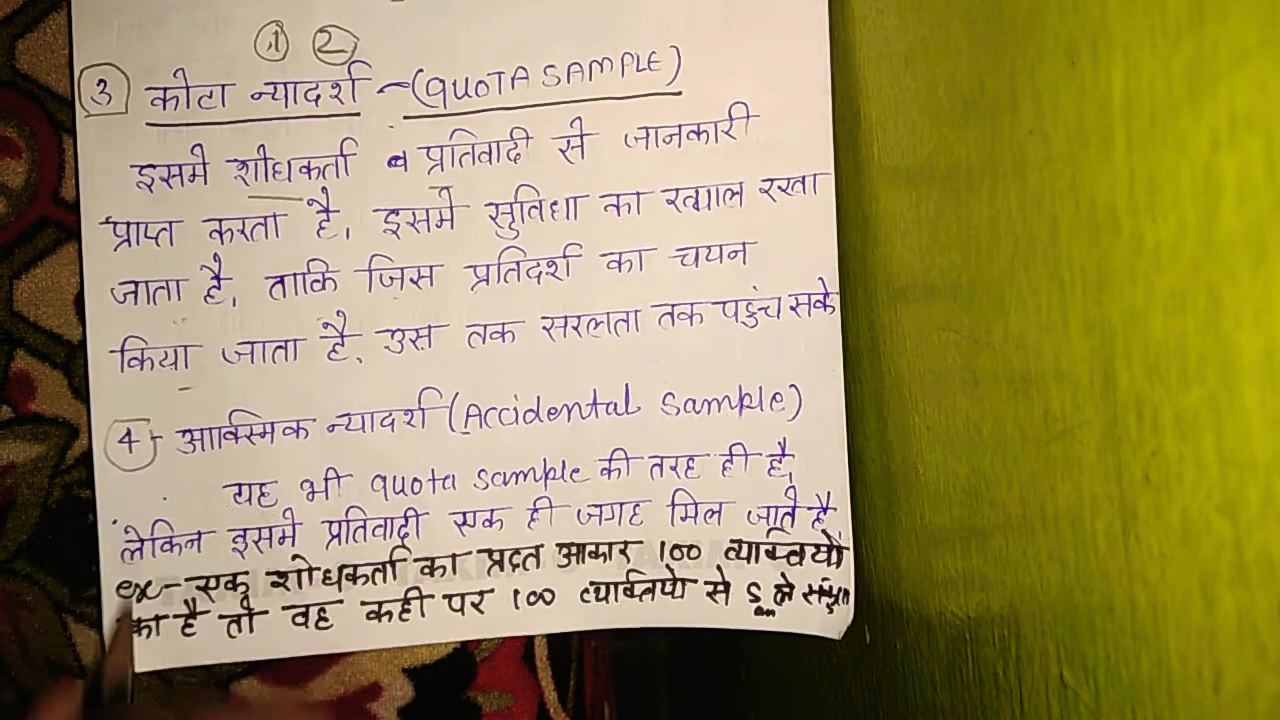 ① ②
③ कोटा न्यादर्श - (QUOTA SAMPLE)
इसमे शोधकर्ता व प्रतिवादी से जानकारी
प्राप्त करता है, इसमे सुविधा का ख्याल रखा
जाता है, ताकि जिस प्रतिदर्श का चयन
किया जाता है, उस तक सरलता तक पहुंच सके
④ - आक्स्मिक न्यादर्श (Accidental Sample)
यह भी quota sample की तरह ही है,
लेकिन इसमे प्रतिवादी एक ही जगह मिल जाते है
ex - एक शोधकर्ता का प्रदत आकार 100 व्यक्तियों
का है तो वह कही पर 100 व्यक्तियो से ले